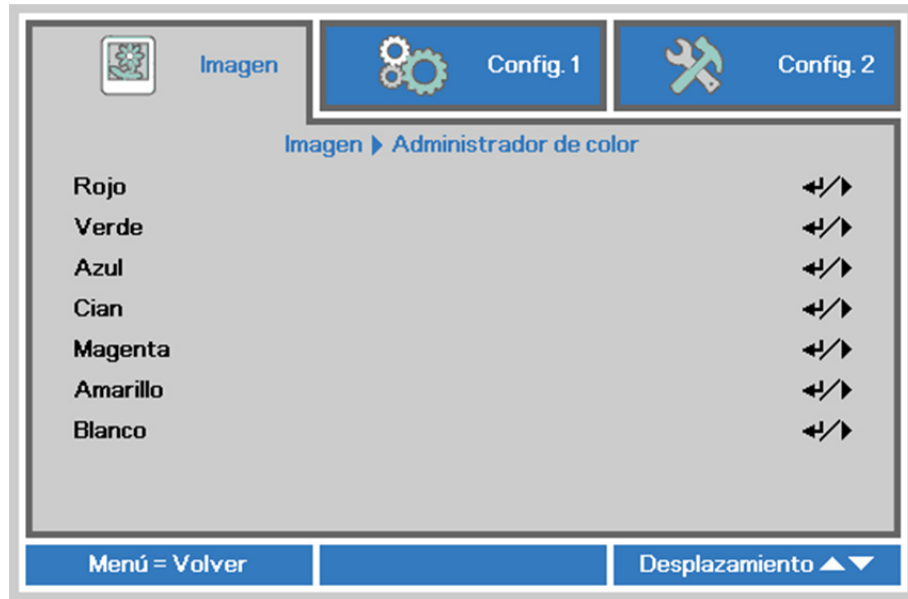 Imagen
Config. 1
Config. 2
Imagen ▶ Administrador de color
Rojo
Verde
Azul
Cian
Magenta
Amarillo
Blanco
Menú = Volver
Desplazamiento ▲▼